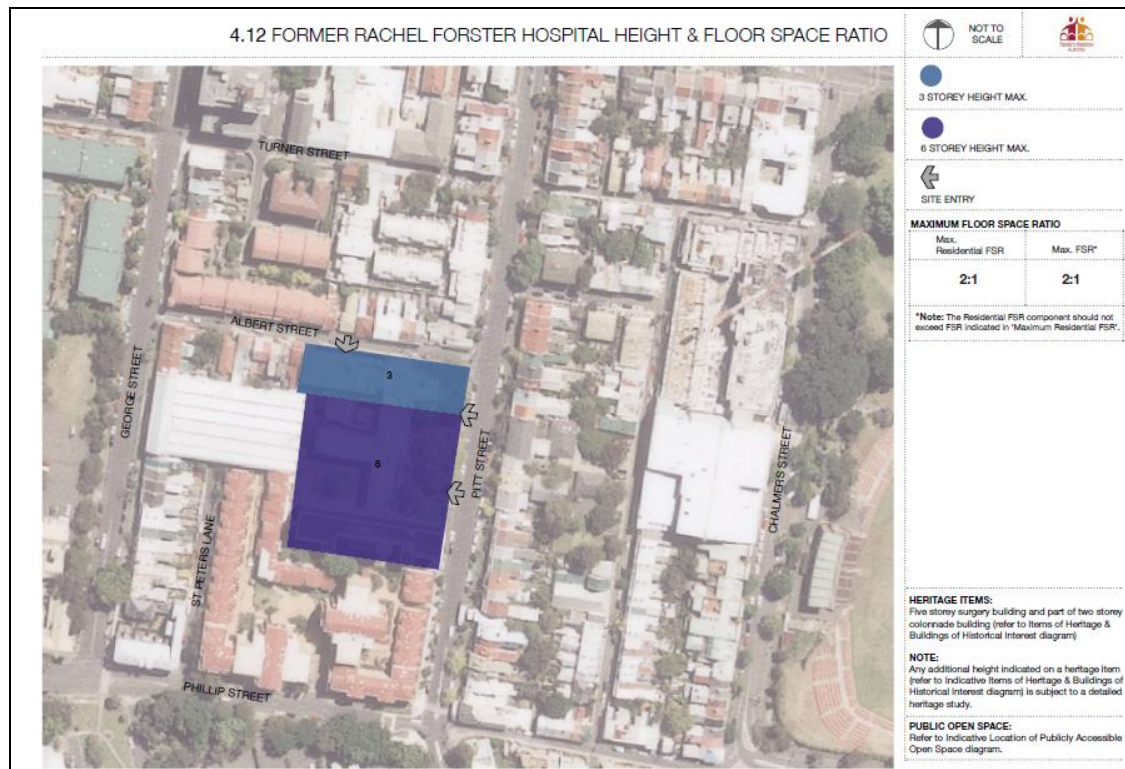 4.12 FORMER RACHEL FORSTER HOSPITAL HEIGHT & FLOOR SPACE RATIO
NOT TO
SCALE
3 STOREY HEIGHT MAX.
6 STOREY HEIGHT MAX.
SITE ENTRY
MAXIMUM FLOOR SPACE RATIO
Max.
Residential FSR
Max. FSR*
2:1
2:1
*Note: The Residential FSR component should not
exceed FSR indicated in 'Maximum Residential FSR'.
TURNER STREET
ALBERT STREET
GEORGE STREET
3
6
PITT STREET
CHALMERS STREET
ST PETERS LANE
PHILLIP STREET
HERITAGE ITEMS:
Five storey surgery building and part of two storey
colonnade building (refer to Items of Heritage &
Buildings of Historical Interest diagram)
NOTE:
Any additional height indicated on a heritage item
(refer to Indicative Items of Heritage & Buildings of
Historical Interest diagram) is subject to a detailed
heritage study.
PUBLIC OPEN SPACE:
Refer to Indicative Location of Publicly Accessible
Open Space diagram.